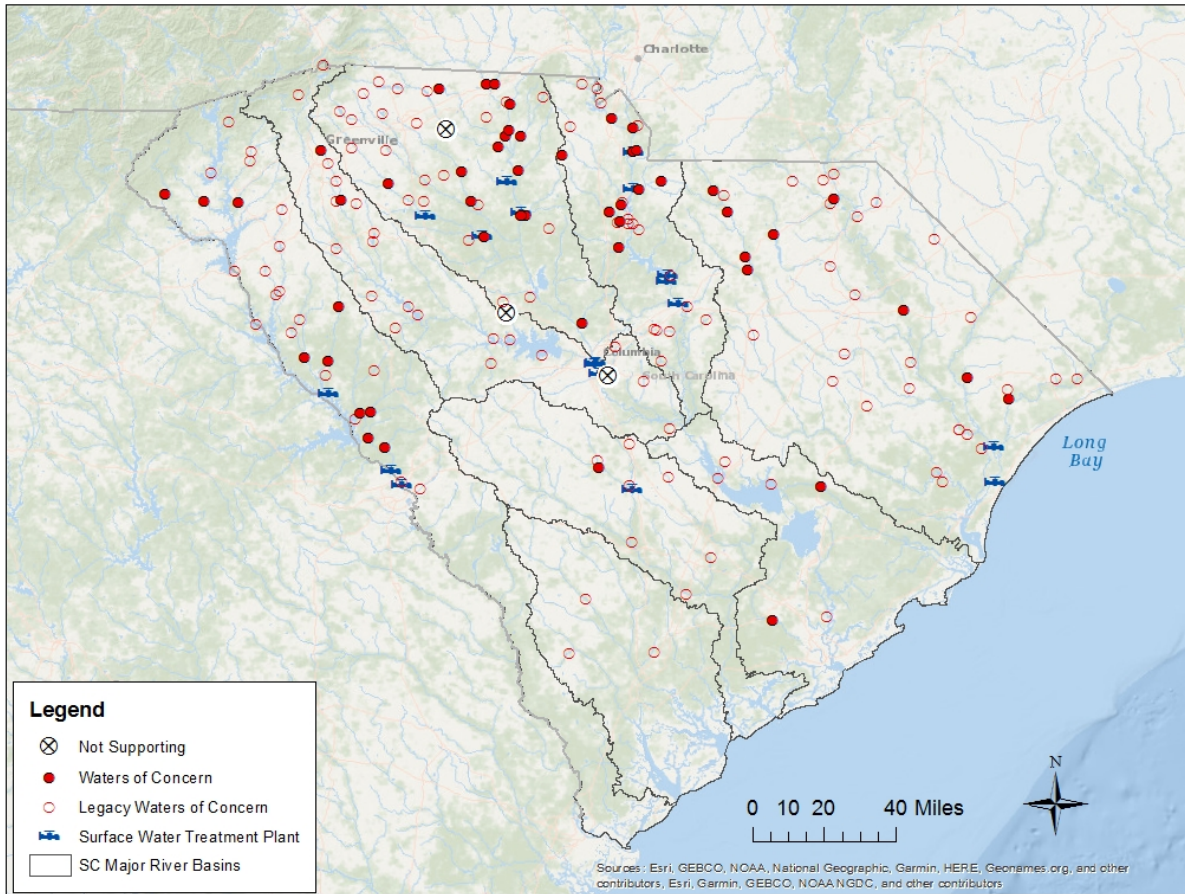 Charlotte
Greenville
Columbia
South Carolina
Long
Bay
Legend
Not Supporting
Waters of Concern
Legacy Waters of Concern
Surface Water Treatment Plant
SC Major River Basins
0 10 20 40 Miles
N
Sources: Esri, GEBCO, NOAA, National Geographic, Garmin, HERE, Geonames.org, and other
contributors, Esri, Garmin, GEBCO, NOAA NGDC, and other contributors